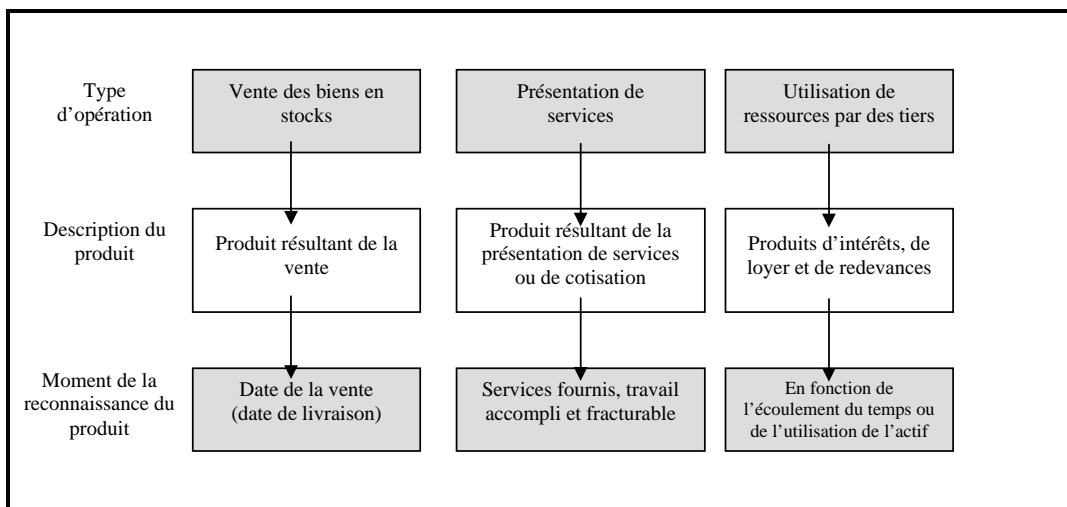 Type
d’opération
Vente des biens en
stocks
Présentation de
services
Utilisation de
ressources par des tiers
Description du
produit
Produit résultant de la
vente
Produit résultant de la
présentation de services
ou de cotisation
Produits d’intérêts, de
loyer et de redevances
Moment de la
reconnaissance du
produit
Date de la vente
(date de livraison)
Services fournis, travail
accompli et fracturable
En fonction de
l’écoulement du temps ou
de l’utilisation de l’actif